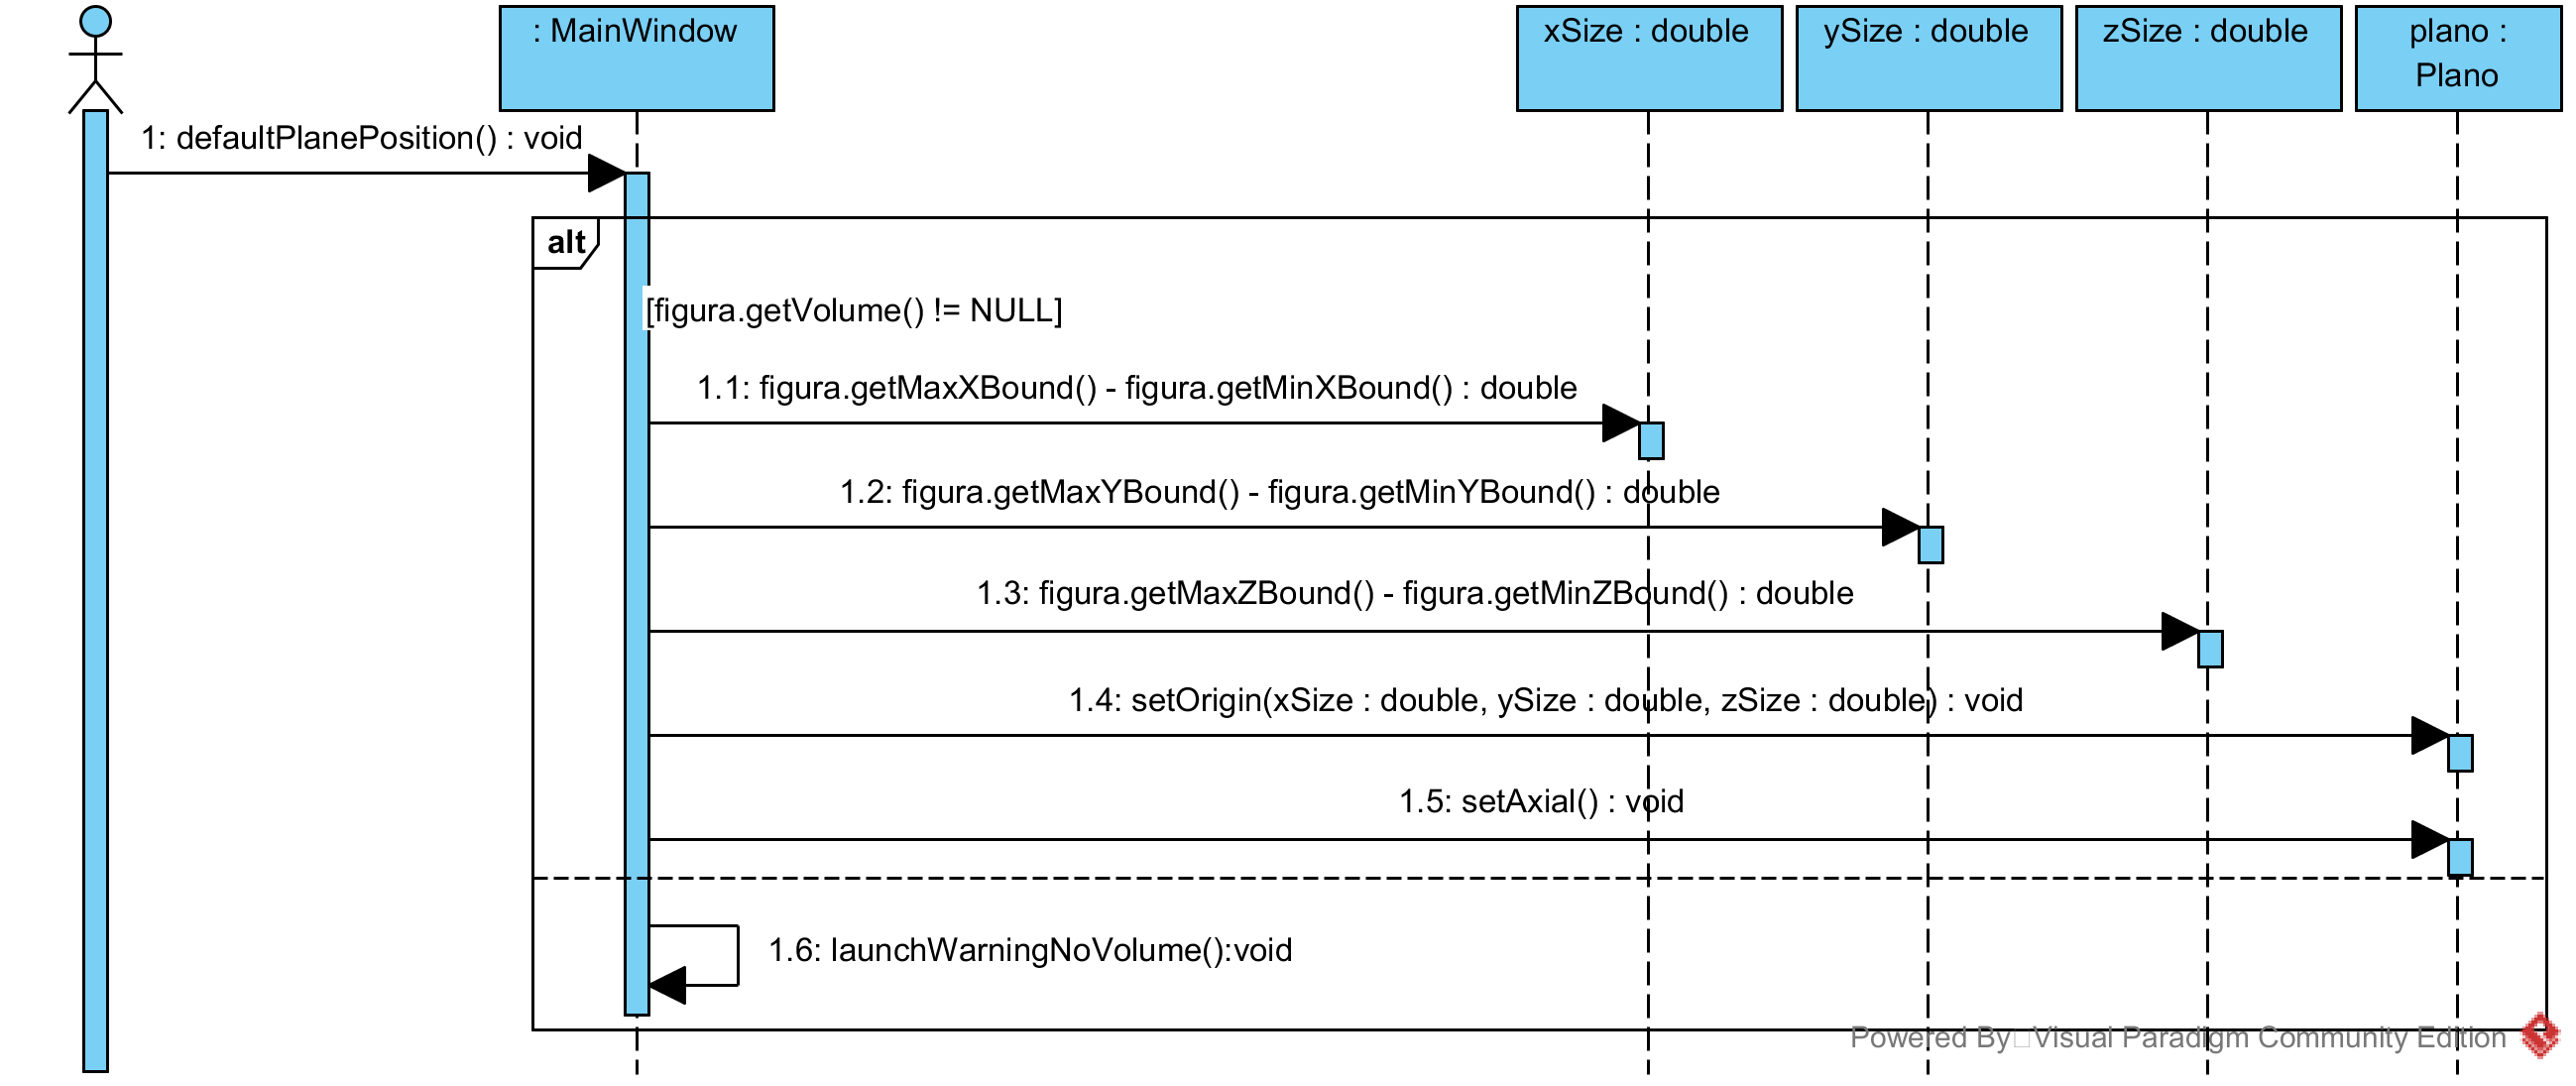 : MainWindow
xSize : double
ySize : double
zSize : double
plano :
Plano
1: defaultPlanePosition() : void
alt
[figura.getVolume() != NULL]
1.1: figura.getMaxXBound() - figura.getMinXBound() : double
1.2: figura.getMaxYBound() - figura.getMinYBound() : double
1.3: figura.getMaxZBound() - figura.getMinZBound() : double
1.4: setOrigin(xSize : double, ySize : double, zSize : double) : void
1.5: setAxial() : void
1.6: launchWarningNoVolume():void
Powered By Visual Paradigm Community Edition